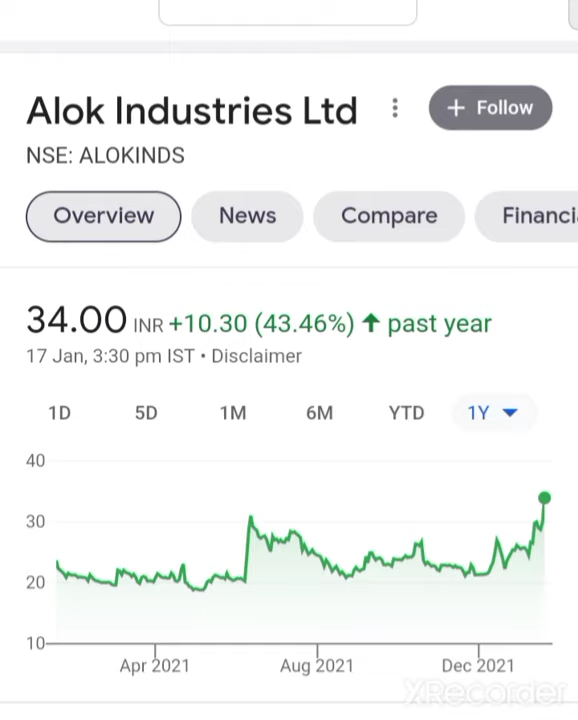 Alok Industries Ltd
+ Follow
NSE: ALOKINDS
Overview
News
Compare
34.00 INR +10.30 (43.46%) ↑ past year
17 Jan, 3:30 pm IST • Disclaimer
1D 5D 1M 6M YTD 1Y
40
30
20
10
Apr 2021 Aug 2021 Dec 2021
XRecorder